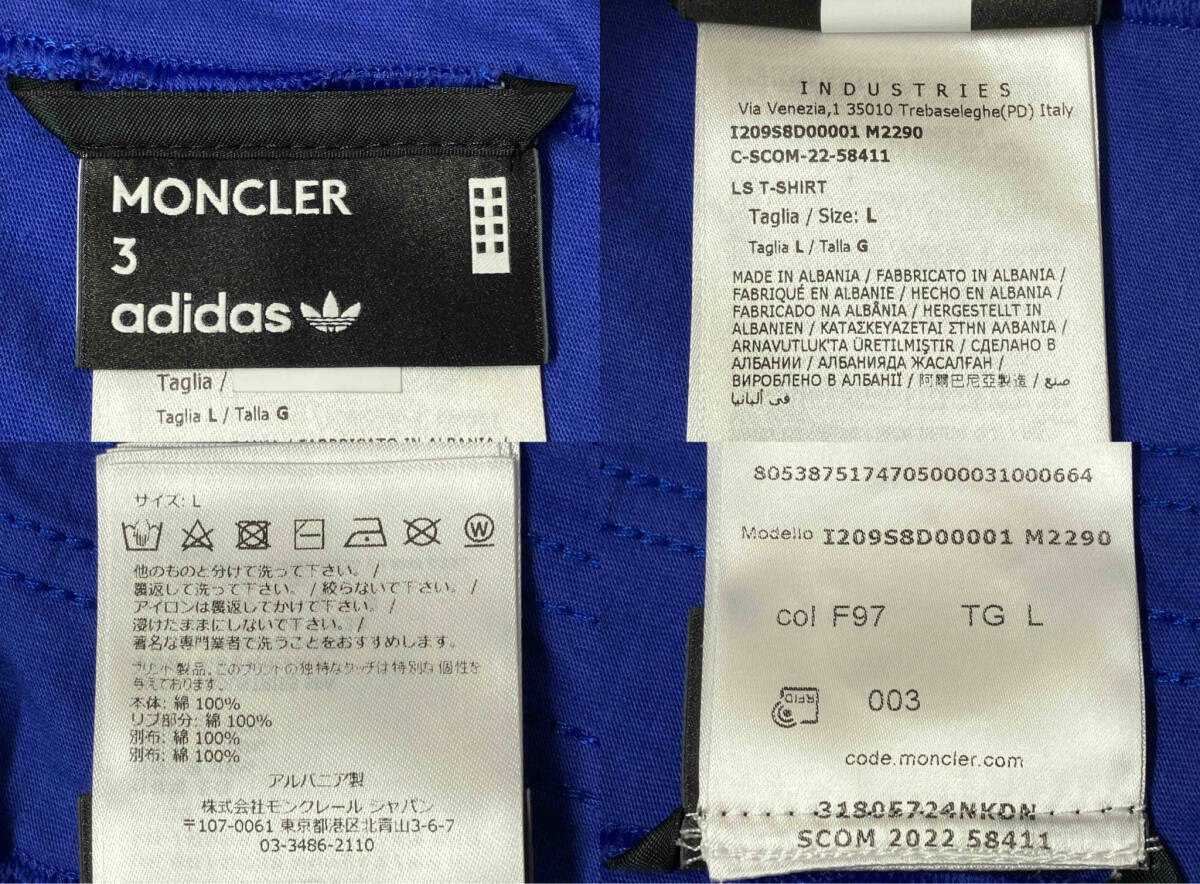 MONCLER
3
adidas
Taglia /
Taglia L / Talla G
INDUSTRIES
Via Venezia,1 35010 Trebaseleghe(PD) Italy
I209S8D00001 M2290
C-SCOM-22-58411
LS T-SHIRT
Taglia / Size: L
Taglia L / Talla G
MADE IN ALBANIA / FABBRICATO IN ALBANIA /
FABRIQUÉ EN ALBANIE / HECHO EN ALBANIA /
FABRICADO NA ALBÂNIA / HERGESTELLT IN
ALBANIEN / ΚΑΤΑΣΚΕΥΑΖΕΤΑΙ ΣΤΗΝ ΑΛΒΑΝΙΑ /
ARNAVUTLUK'TA ÜRETILMIŞTIR / СДЕЛАНО В
АЛБАНИИ / АЛБАНИЯДА ЖАСАЛҒАН /
ВИРОБЛЕНО В АЛБАНІЇ / 阿爾巴尼亞製造 / صنع
في ألبانيا
サイズ: L
W
他のものと分けて洗って下さい。 /
裏返して洗って下さい。 / 絞らないで下さい。 /
アイロンは裏返してかけて下さい。 /
浸けたままにしないで下さい。 /
著名な専門業者で洗うことをおすすめします。
プリント製品、このプリントの独特なタッチは特別な個性を
与えております。
本体: 綿 100%
リブ部分: 綿 100%
別布: 綿 100%
別布: 綿 100%
アルバニア製
株式会社モンクレール ジャパン
〒107-0061 東京都港区北青山3-6-7
03-3486-2110
8053875174705000031000664
Modello I209S8D00001 M2290
col F97 TG L
RFID 003
code.moncler.com
31805724NKDN
SCOM 2022 58411